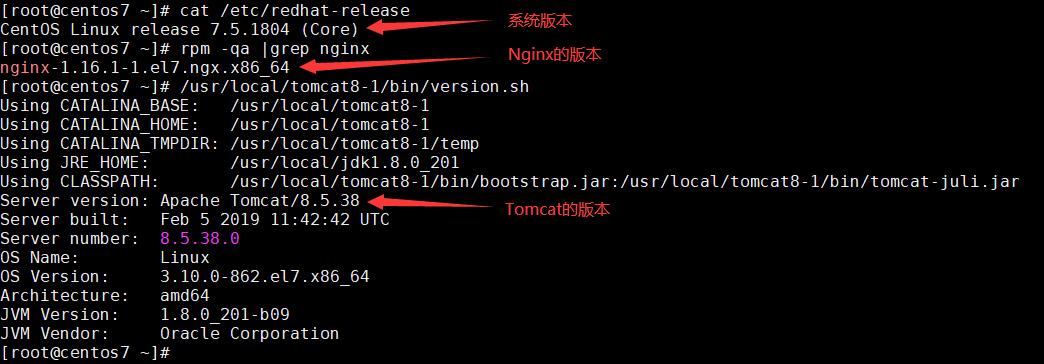 [root@centos7 ~]# cat /etc/redhat-release
CentOS Linux release 7.5.1804 (Core)
系统版本
[root@centos7 ~]# rpm -qa |grep nginx
Nginx的版本
nginx-1.16.1-1.el7.ngx.x86_64
[root@centos7 ~]# /usr/local/tomcat8-1/bin/version.sh
Using CATALINA_BASE:   /usr/local/tomcat8-1
Using CATALINA_HOME:   /usr/local/tomcat8-1
Using CATALINA_TMPDIR: /usr/local/tomcat8-1/temp
Using JRE_HOME:        /usr/local/jdk1.8.0_201
Using CLASSPATH:       /usr/local/tomcat8-1/bin/bootstrap.jar:/usr/local/tomcat8-1/bin/tomcat-juli.jar
Server version: Apache Tomcat/8.5.38
Tomcat的版本
Server built:   Feb 5 2019 11:42:42 UTC
Server number:  8.5.38.0
OS Name:        Linux
OS Version:     3.10.0-862.el7.x86_64
Architecture:   amd64
JVM Version:    1.8.0_201-b09
JVM Vendor:     Oracle Corporation
[root@centos7 ~]#